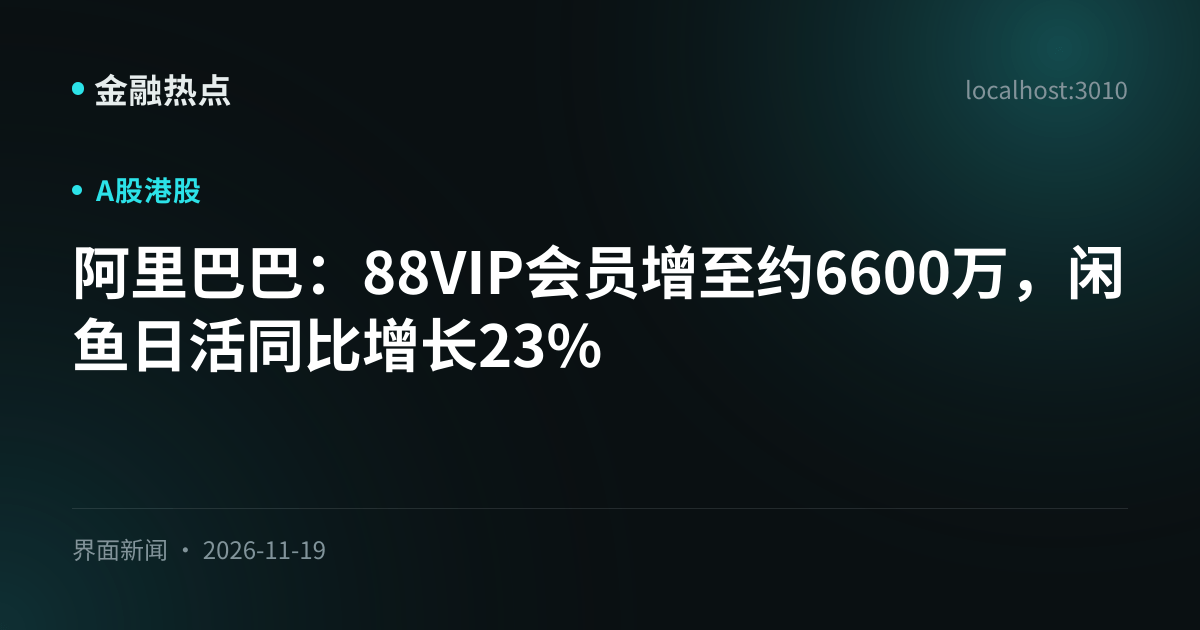 金融热点
localhost:3010
A股港股
阿里巴巴：88VIP会员增至约6600万，闲
鱼日活同比增长23%
界面新闻 • 2026-11-19